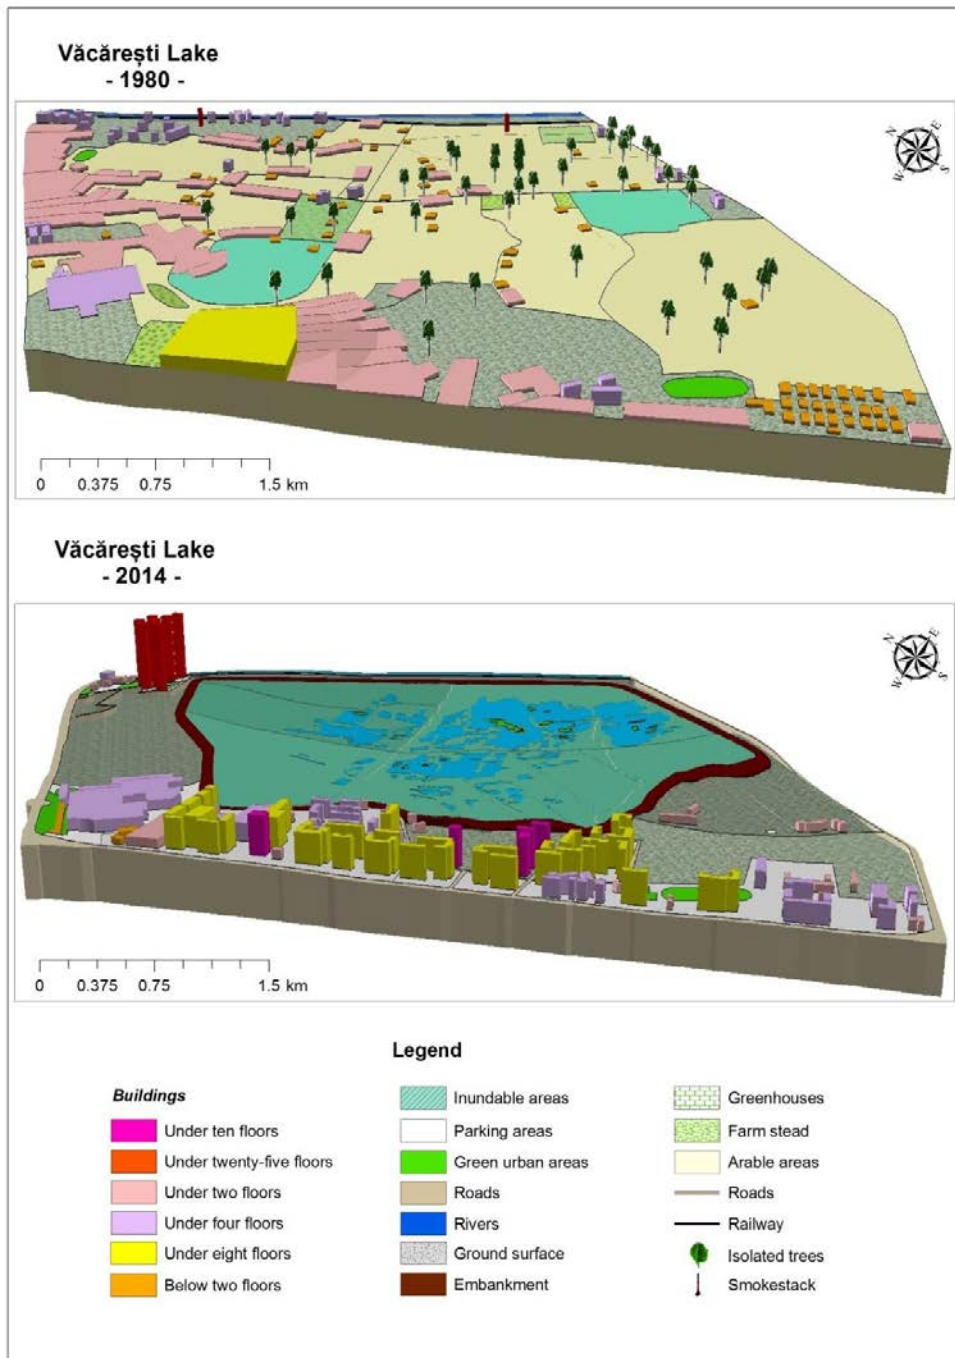 Văcărești Lake
- 1980 -
N
E
W
S
0 0.375 0.75 1.5 km
Văcărești Lake
- 2014 -
N
E
W
S
0 0.375 0.75 1.5 km
Legend
Buildings
Under ten floors
Under twenty-five floors
Under two floors
Under four floors
Under eight floors
Below two floors
Inundable areas
Parking areas
Green urban areas
Roads
Rivers
Ground surface
Embankment
Greenhouses
Farm stead
Arable areas
Roads
Railway
Isolated trees
Smokestack